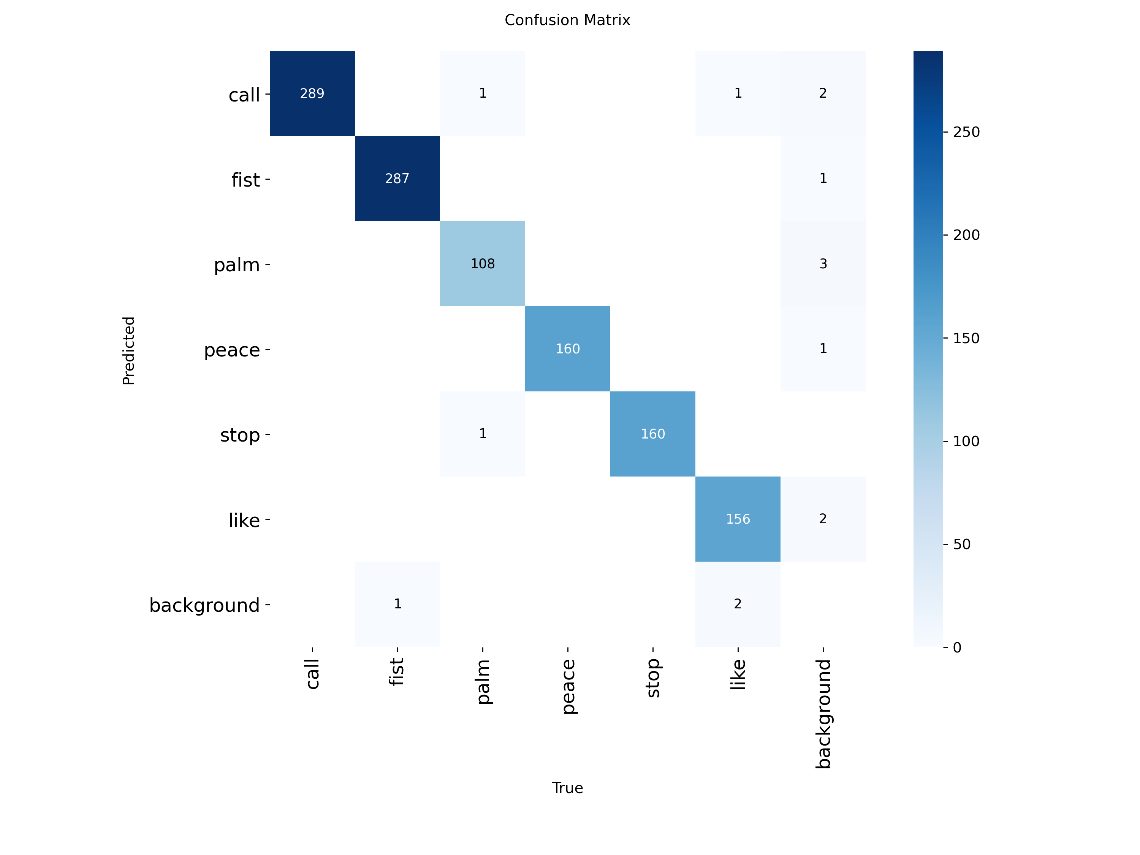 Confusion Matrix
call 289 1 1 2
fist 287 1
palm 108 3
peace 160 1
stop 1 160
like 156 2
background 1 2
Predicted
call fist palm peace stop like background
True
250
200
150
100
50
0